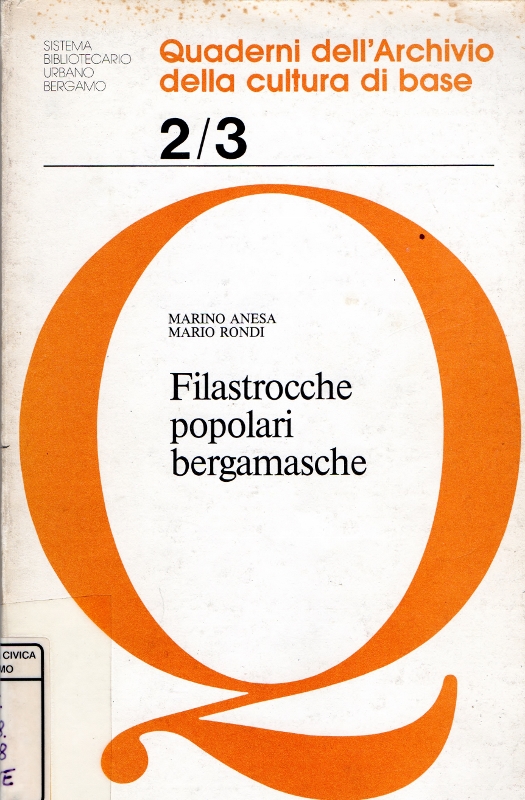 SISTEMA
BIBLIOTECARIO
URBANO
BERGAMO
Quaderni dell'Archivio
della cultura di base
2/3
MARINO ANESA
MARIO RONDI
Filastrocche
popolari
bergamasche
CIVICA
E